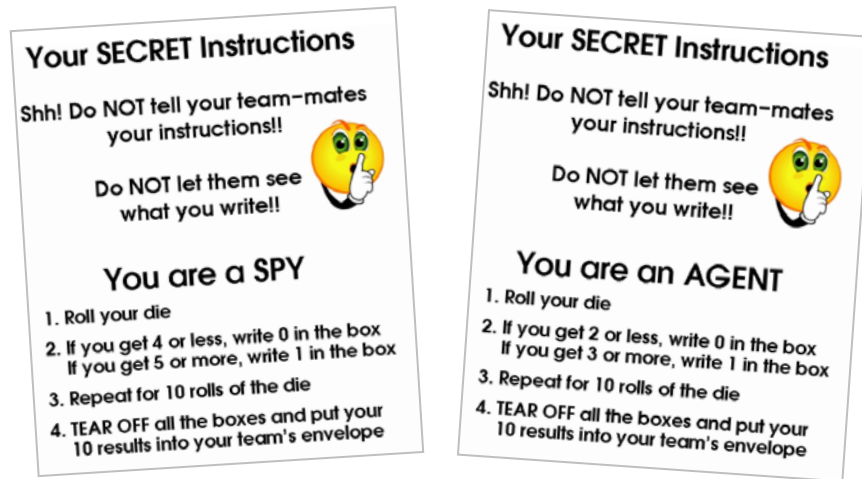 Your SECRET Instructions
Shh! Do NOT tell your team-mates
your instructions!!
Do NOT let them see
what you write!!
You are a SPY
1. Roll your die
2. If you get 4 or less, write 0 in the box
If you get 5 or more, write 1 in the box
3. Repeat for 10 rolls of the die
4. TEAR OFF all the boxes and put your
10 results into your team's envelope
Your SECRET Instructions
Shh! Do NOT tell your team-mates
your instructions!!
Do NOT let them see
what you write!!
You are an AGENT
1. Roll your die
2. If you get 2 or less, write 0 in the box
If you get 3 or more, write 1 in the box
3. Repeat for 10 rolls of the die
4. TEAR OFF all the boxes and put your
10 results into your team's envelope